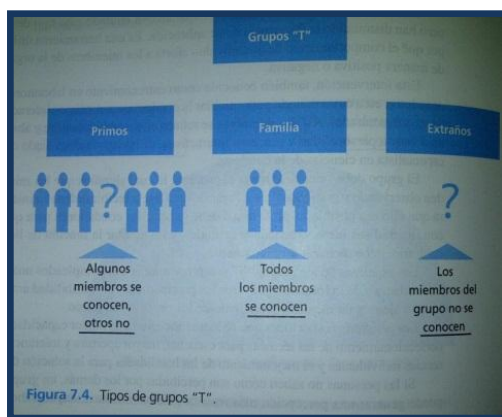 Grupos "T"
Primos
Familia
Extraños
?
?
Algunos
miembros se
conocen,
otros no
Todos
los miembros
se conocen
Los
miembros del
grupo no se
conocen
Figura 7.4. Tipos de grupos "T".